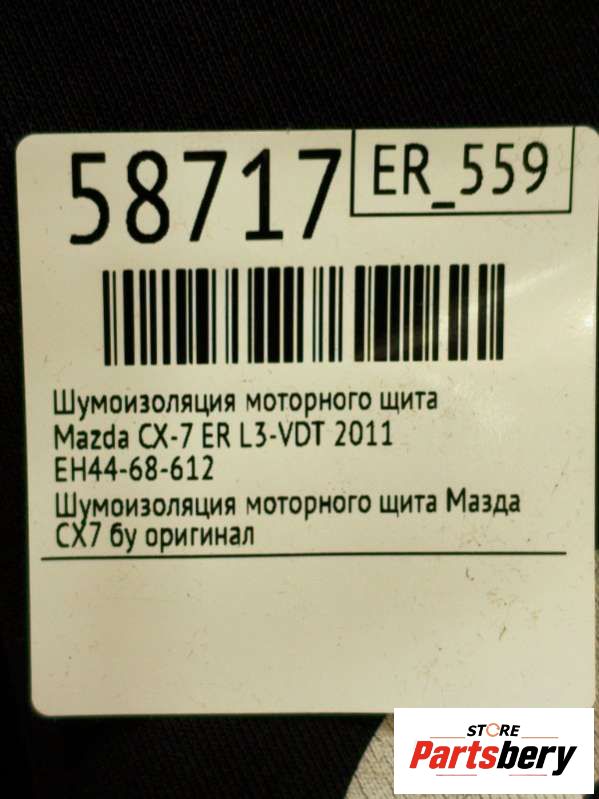 58717
ER_559
Шумоизоляция моторного щита
Mazda CX-7 ER L3-VDT 2011
EH44-68-612
Шумоизоляция моторного щита Мазда
СХ7 бу оригинал
STORE
Partsbery